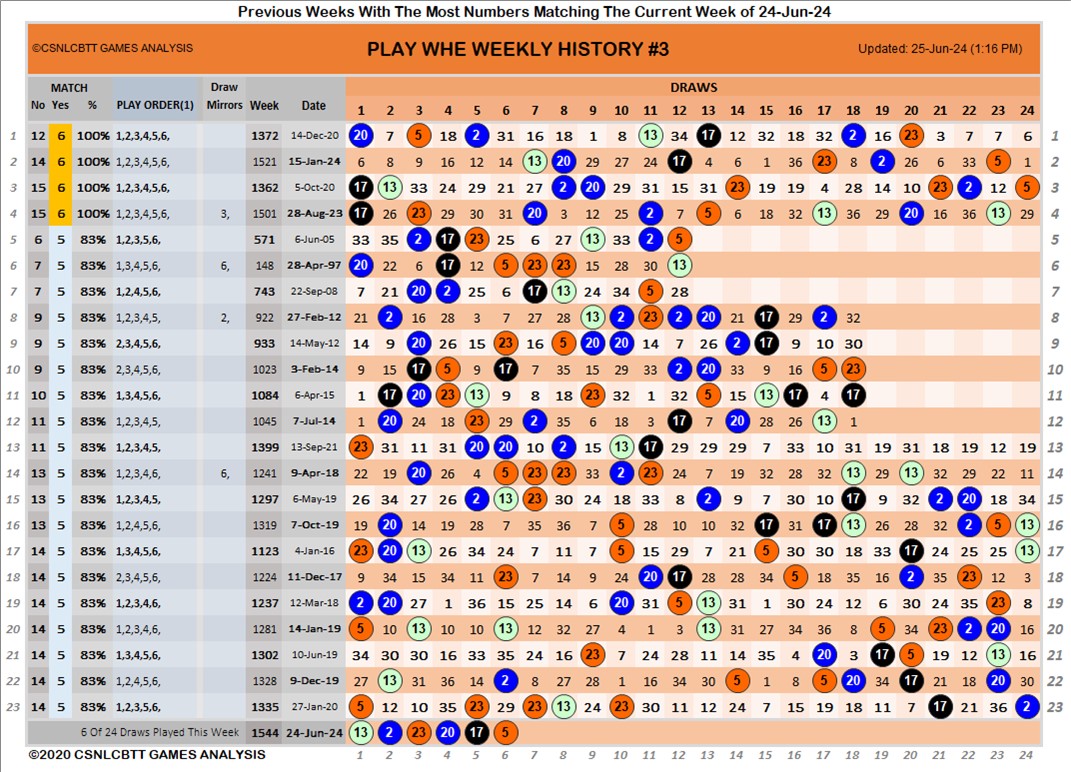 Previous Weeks With The Most Numbers Matching The Current Week of 24-Jun-24
©CSNLCBTT GAMES ANALYSIS PLAY WHE WEEKLY HISTORY #3 Updated: 25-Jun-24 (1:16 PM)
MATCH Draw DRAWS
No Yes % PLAY ORDER(1) Mirrors Week Date 1 2 3 4 5 6 7 8 9 10 11 12 13 14 15 16 17 18 19 20 21 22 23 24
1 12 6 100% 1,2,3,4,5,6, 1372 14-Dec-20 20 7 5 18 2 31 16 18 1 8 13 34 17 12 32 18 32 2 16 23 3 7 7 6 1
2 14 6 100% 1,2,3,4,5,6, 1521 15-Jan-24 6 8 9 16 12 14 13 20 29 27 24 17 4 6 1 36 23 8 2 26 6 33 5 1 2
3 15 6 100% 1,2,3,4,5,6, 1362 5-Oct-20 17 13 33 24 29 21 27 2 20 29 31 15 31 23 19 19 4 28 14 10 23 2 12 5 3
4 15 6 100% 1,2,3,4,5,6, 3, 1501 28-Aug-23 17 26 23 29 30 31 20 3 12 25 2 7 5 6 18 32 13 36 29 20 16 36 13 29 4
5 6 5 83% 1,2,3,5,6, 571 6-Jun-05 33 35 2 17 23 25 6 27 13 33 2 5 5
6 7 5 83% 1,3,4,5,6, 6, 148 28-Apr-97 20 22 6 17 12 5 23 23 15 28 30 13 6
7 7 5 83% 1,2,4,5,6, 743 22-Sep-08 7 21 20 2 25 6 17 13 24 34 5 28 7
8 9 5 83% 1,2,3,4,5, 2, 922 27-Feb-12 21 2 16 28 3 7 27 28 13 2 23 2 20 21 17 29 2 32 8
9 9 5 83% 2,3,4,5,6, 933 14-May-12 14 9 20 26 15 23 16 5 20 20 14 7 26 2 17 9 10 30 9
10 9 5 83% 2,3,4,5,6, 1023 3-Feb-14 9 15 17 5 9 17 7 35 15 29 33 2 20 33 9 16 5 23 10
11 10 5 83% 1,3,4,5,6, 1084 6-Apr-15 1 17 20 23 13 9 8 18 23 32 1 32 5 15 13 17 4 17 11
12 11 5 83% 1,2,3,4,5, 1045 7-Jul-14 1 20 24 18 23 29 2 35 6 18 3 17 7 20 28 26 13 1 12
13 11 5 83% 1,2,3,4,5, 1399 13-Sep-21 23 31 11 31 20 20 10 2 15 13 17 29 29 29 7 33 10 31 19 31 18 19 12 19 13
14 13 5 83% 1,2,3,4,6, 6, 1241 9-Apr-18 22 19 20 26 4 5 23 23 33 2 23 24 7 19 32 28 32 13 29 13 32 29 22 11 14
15 13 5 83% 1,2,3,4,5, 1297 6-May-19 26 34 27 26 2 13 23 30 24 18 33 8 2 9 7 30 10 17 9 32 2 20 18 34 15
16 13 5 83% 1,2,4,5,6, 1319 7-Oct-19 19 20 14 19 28 7 35 36 7 5 28 10 10 32 17 31 17 13 26 28 32 2 5 13 16
17 14 5 83% 1,3,4,5,6, 1123 4-Jan-16 23 20 13 26 34 24 7 11 7 5 15 29 7 21 5 30 30 18 33 17 24 25 25 13 17
18 14 5 83% 2,3,4,5,6, 1224 11-Dec-17 9 34 15 34 11 23 7 14 9 24 20 17 28 28 34 5 18 35 16 2 35 23 12 3 18
19 14 5 83% 1,2,3,4,6, 1237 12-Mar-18 2 20 27 1 36 15 25 14 6 20 31 5 13 31 1 30 24 12 6 30 24 35 23 8 19
20 14 5 83% 1,2,3,4,6, 1281 14-Jan-19 5 10 13 10 10 13 12 32 27 4 1 3 13 31 27 34 36 8 5 34 23 2 20 16 20
21 14 5 83% 1,3,4,5,6, 1302 10-Jun-19 34 30 30 16 33 35 24 16 23 7 24 28 11 14 35 4 20 3 17 5 19 12 13 16 21
22 14 5 83% 1,2,4,5,6, 1328 9-Dec-19 27 13 31 36 14 2 8 27 28 1 16 34 30 5 1 8 5 20 34 17 21 18 20 30 22
23 14 5 83% 1,2,3,5,6, 1335 27-Jan-20 5 12 10 35 23 29 23 13 24 23 30 11 12 24 7 15 19 18 11 7 17 21 36 2 23
6 Of 24 Draws Played This Week 1544 24-Jun-24 13 2 23 20 17 5
©2020 CSNLCBTT GAMES ANALYSIS 1 2 3 4 5 6 7 8 9 10 11 12 13 14 15 16 17 18 19 20 21 22 23 24